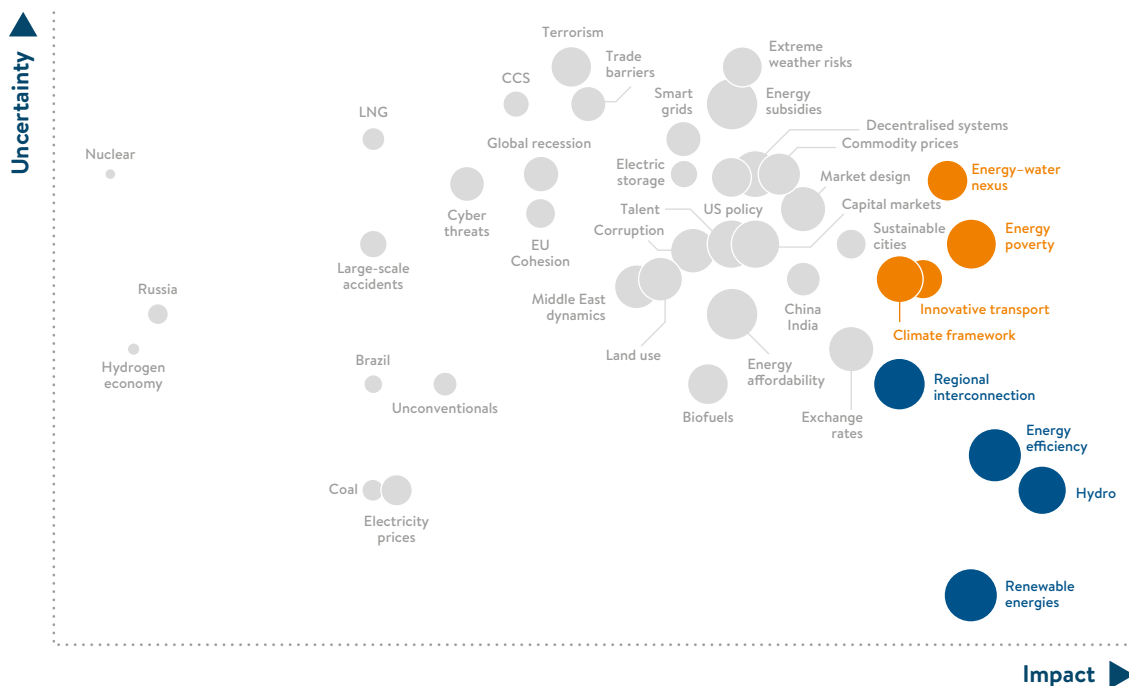 Uncertainty
Terrorism
Extreme
weather risks
Trade
barriers
CCS
Smart
grids
Energy
subsidies
LNG
Decentralised systems
Global recession
Commodity prices
Nuclear
Electric
storage
Market design
Energy–water
nexus
Talent
US policy
Capital markets
Cyber
threats
Corruption
Sustainable
cities
Energy
poverty
EU
Cohesion
Large-scale
accidents
Russia
Middle East
dynamics
China
India
Innovative transport
Climate framework
Land use
Hydrogen
economy
Brazil
Energy
affordability
Regional
interconnection
Unconventionals
Biofuels
Exchange
rates
Energy
efficiency
Coal
Hydro
Electricity
prices
Renewable
energies
Impact